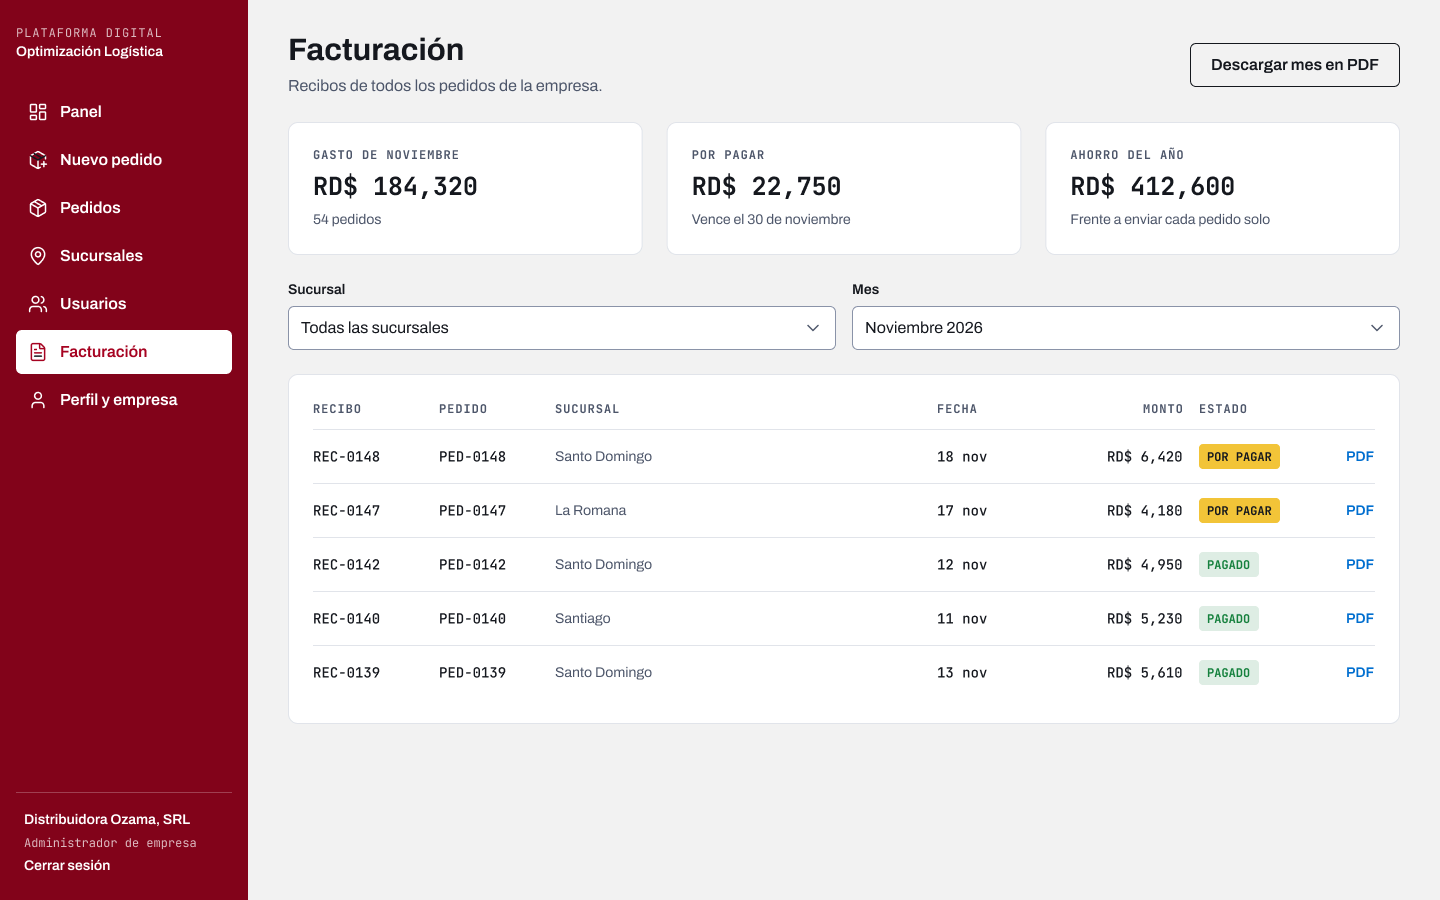 PLATAFORMA DIGITAL
Optimización Logística
Panel
Nuevo pedido
Pedidos
Sucursales
Usuarios
Facturación
Perfil y empresa
Distribuidora Ozama, SRL
Administrador de empresa
Cerrar sesión
Facturación
Recibos de todos los pedidos de la empresa.
Descargar mes en PDF
GASTO DE NOVIEMBRE
RD$ 184,320
54 pedidos
POR PAGAR
RD$ 22,750
Vence el 30 de noviembre
AHORRO DEL AÑO
RD$ 412,600
Frente a enviar cada pedido solo
Sucursal
Todas las sucursales
Mes
Noviembre 2026
RECIBO PEDIDO SUCURSAL FECHA MONTO ESTADO
REC-0148 PED-0148 Santo Domingo 18 nov RD$ 6,420 POR PAGAR PDF
REC-0147 PED-0147 La Romana 17 nov RD$ 4,180 POR PAGAR PDF
REC-0142 PED-0142 Santo Domingo 12 nov RD$ 4,950 PAGADO PDF
REC-0140 PED-0140 Santiago 11 nov RD$ 5,230 PAGADO PDF
REC-0139 PED-0139 Santo Domingo 13 nov RD$ 5,610 PAGADO PDF